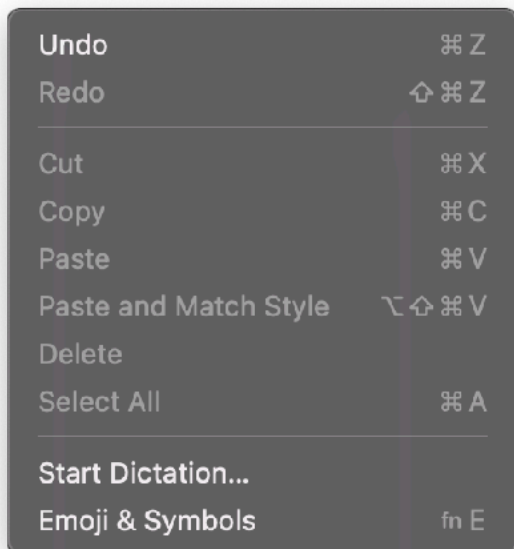 Undo ⌘ Z
Redo ⇧ ⌘ Z
Cut ⌘ X
Copy ⌘ C
Paste ⌘ V
Paste and Match Style ⌥ ⇧ ⌘ V
Delete
Select All ⌘ A
Start Dictation...
Emoji & Symbols fn E